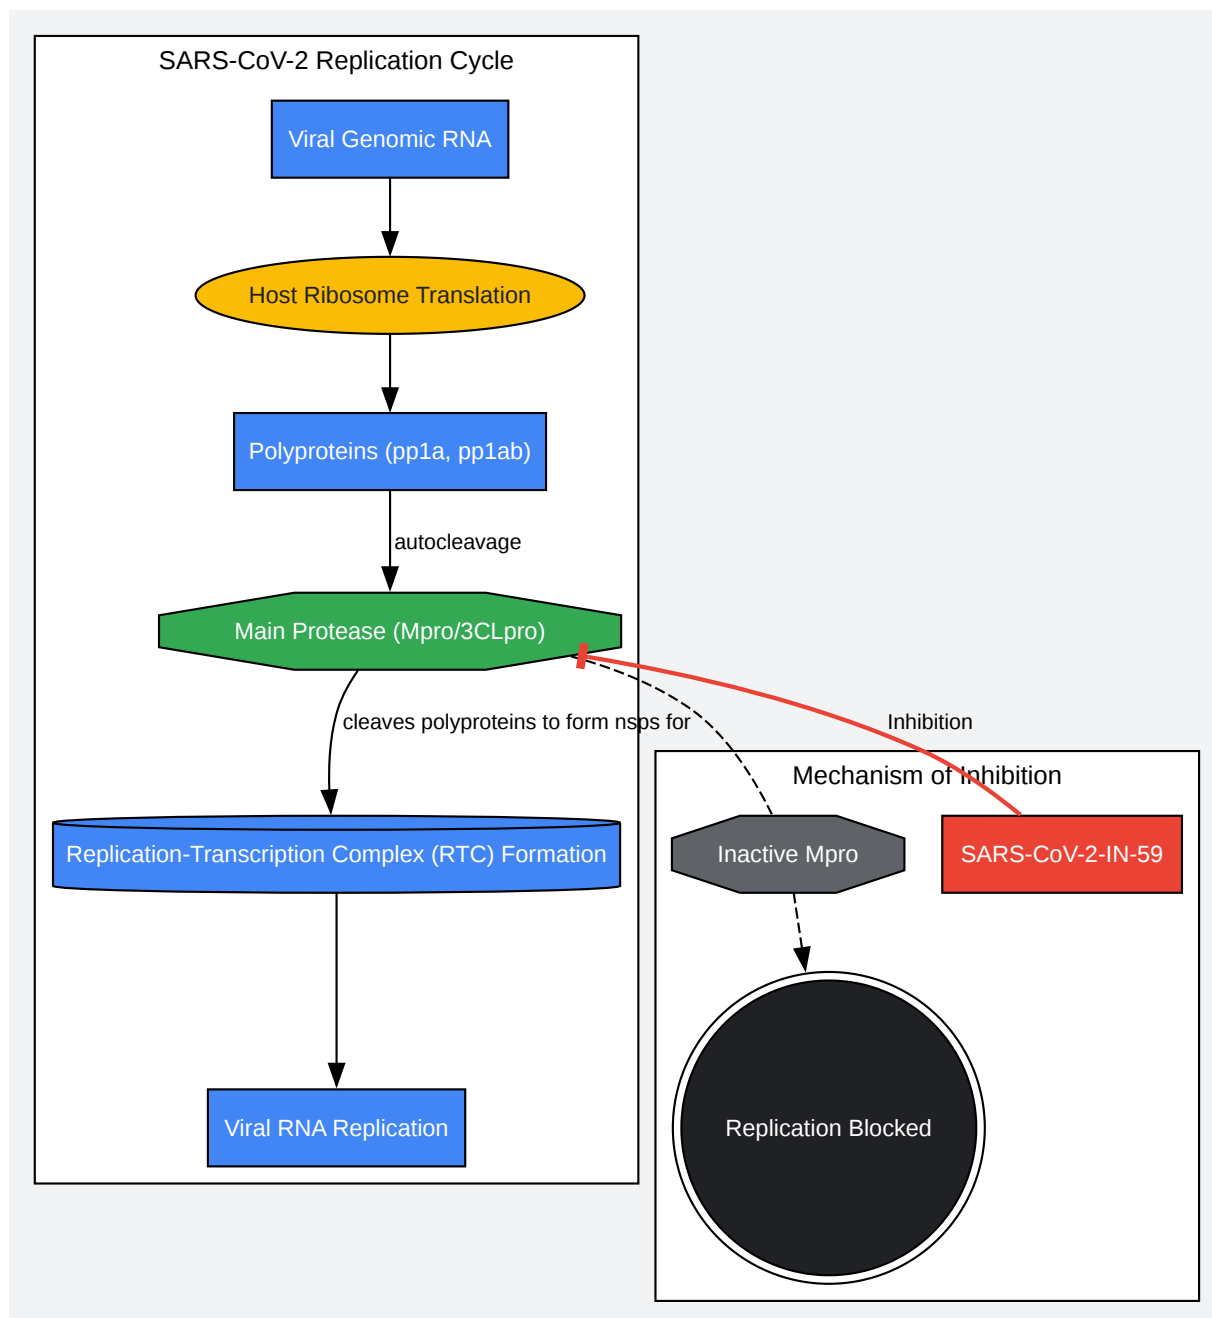 SARS-CoV-2 Replication Cycle
Viral Genomic RNA
Host Ribosome Translation
Polyproteins (pp1a, pp1ab)
autocleavage
Main Protease (Mpro/3CLpro)
cleaves polyproteins to form nsps for
Inhibition
Mechanism of Inhibition
Replication-Transcription Complex (RTC) Formation
Inactive Mpro
SARS-CoV-2-IN-59
Viral RNA Replication
Replication Blocked